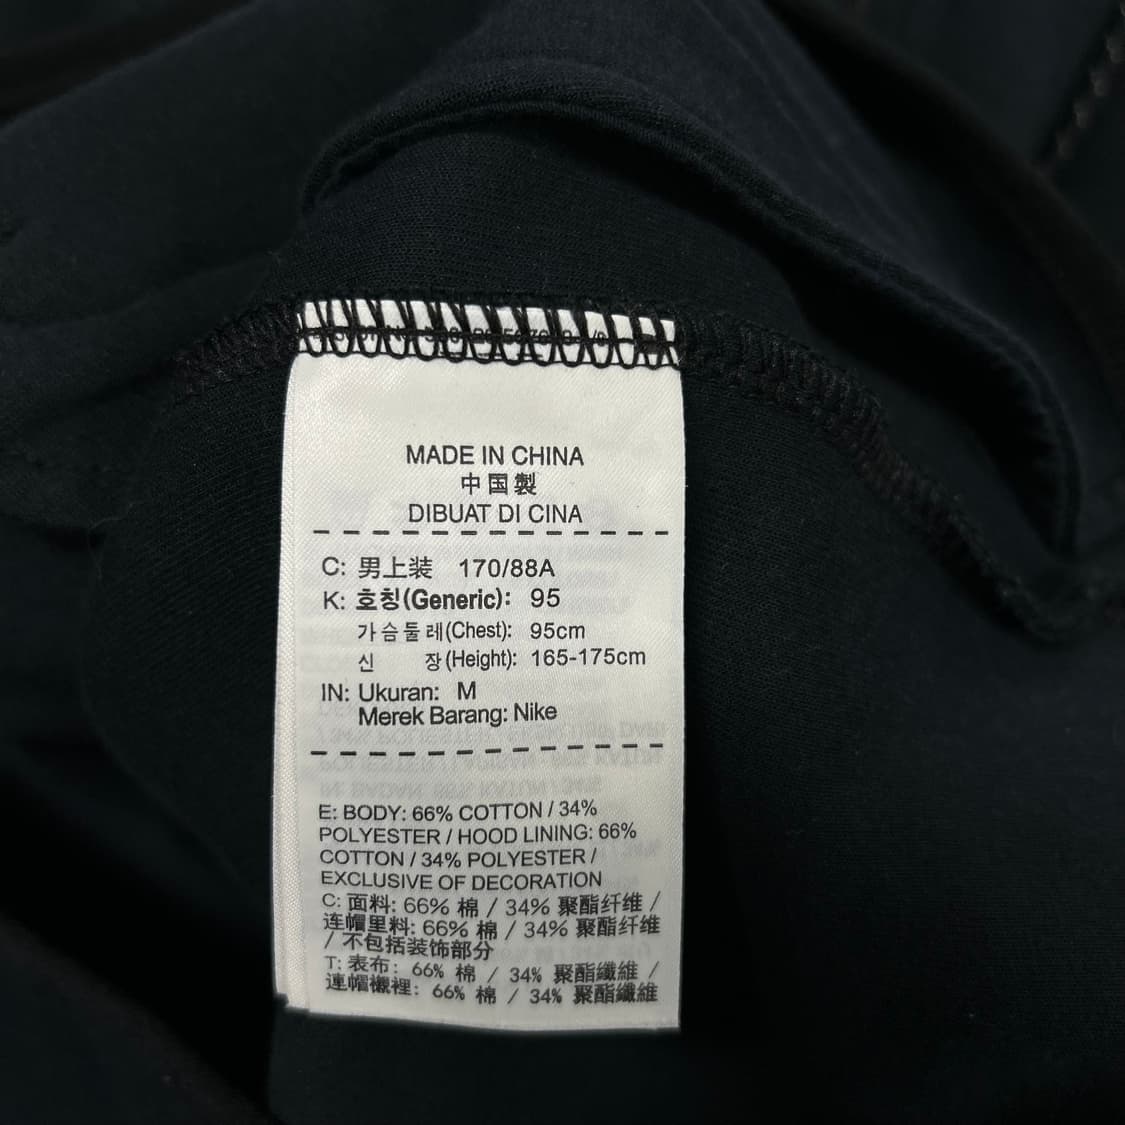 MADE IN CHINA
中国製
DIBUAT DI CINA
C: 男上装 170/88A
K: 호칭(Generic): 95
가슴둘레(Chest): 95cm
신 장(Height): 165-175cm
IN: Ukuran: M
Merek Barang: Nike
E: BODY: 66% COTTON / 34%
POLYESTER / HOOD LINING: 66%
COTTON / 34% POLYESTER /
EXCLUSIVE OF DECORATION
C: 面料: 66% 棉 / 34% 聚酯纤维 /
连帽里料: 66% 棉 / 34% 聚酯纤维
/ 不包括装饰部分
T: 表布: 66% 棉 / 34% 聚酯纖維 /
連帽襯裡: 66% 棉 / 34% 聚酯纖維